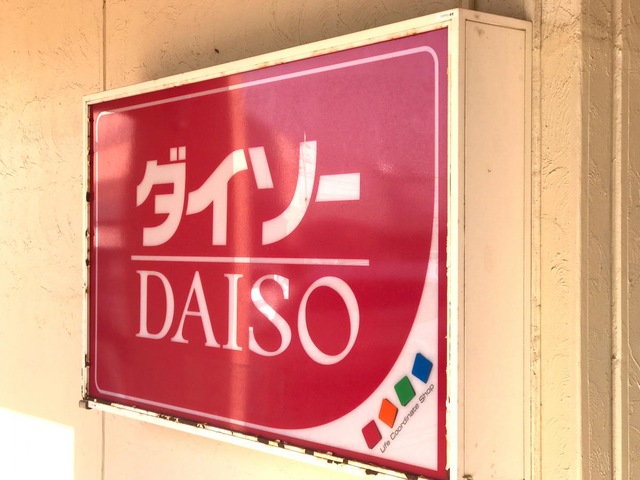 ダイソー
DAISO
Life Coordinate Shop